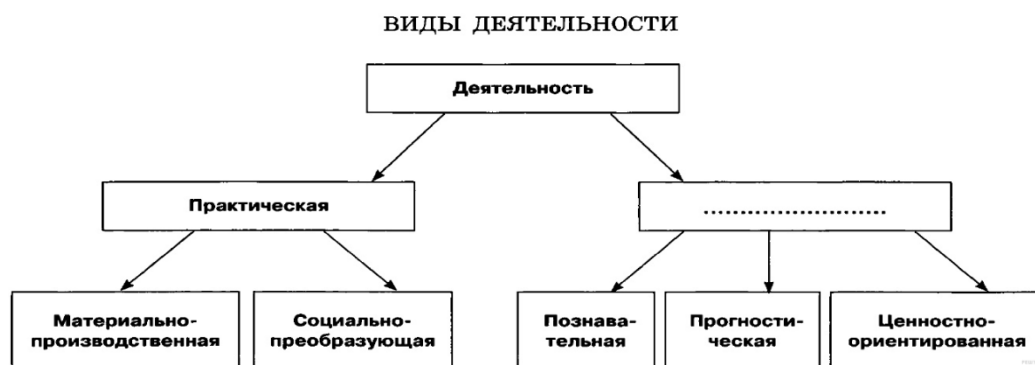 ВИДЫ ДЕЯТЕЛЬНОСТИ
Деятельность
Практическая
............................
Материально-
производственная
Социально-
преобразующая
Познава-
тельная
Прогности-
ческая
Ценностно-
ориентированная